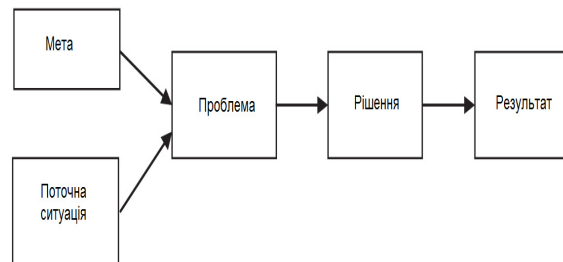 Мета
Проблема
Рішення
Результат
Поточна
ситуація